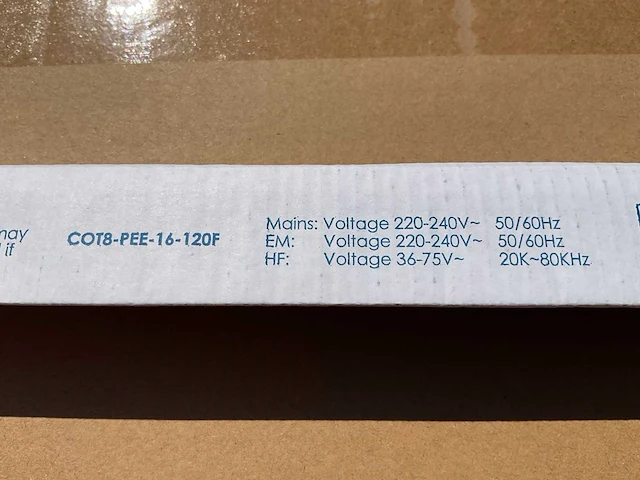 may
if
COT8-PEE-16-120F
Mains: Voltage 220-240V~ 50/60Hz
EM: Voltage 220-240V~ 50/60Hz
HF: Voltage 36-75V~ 20K~80KHz